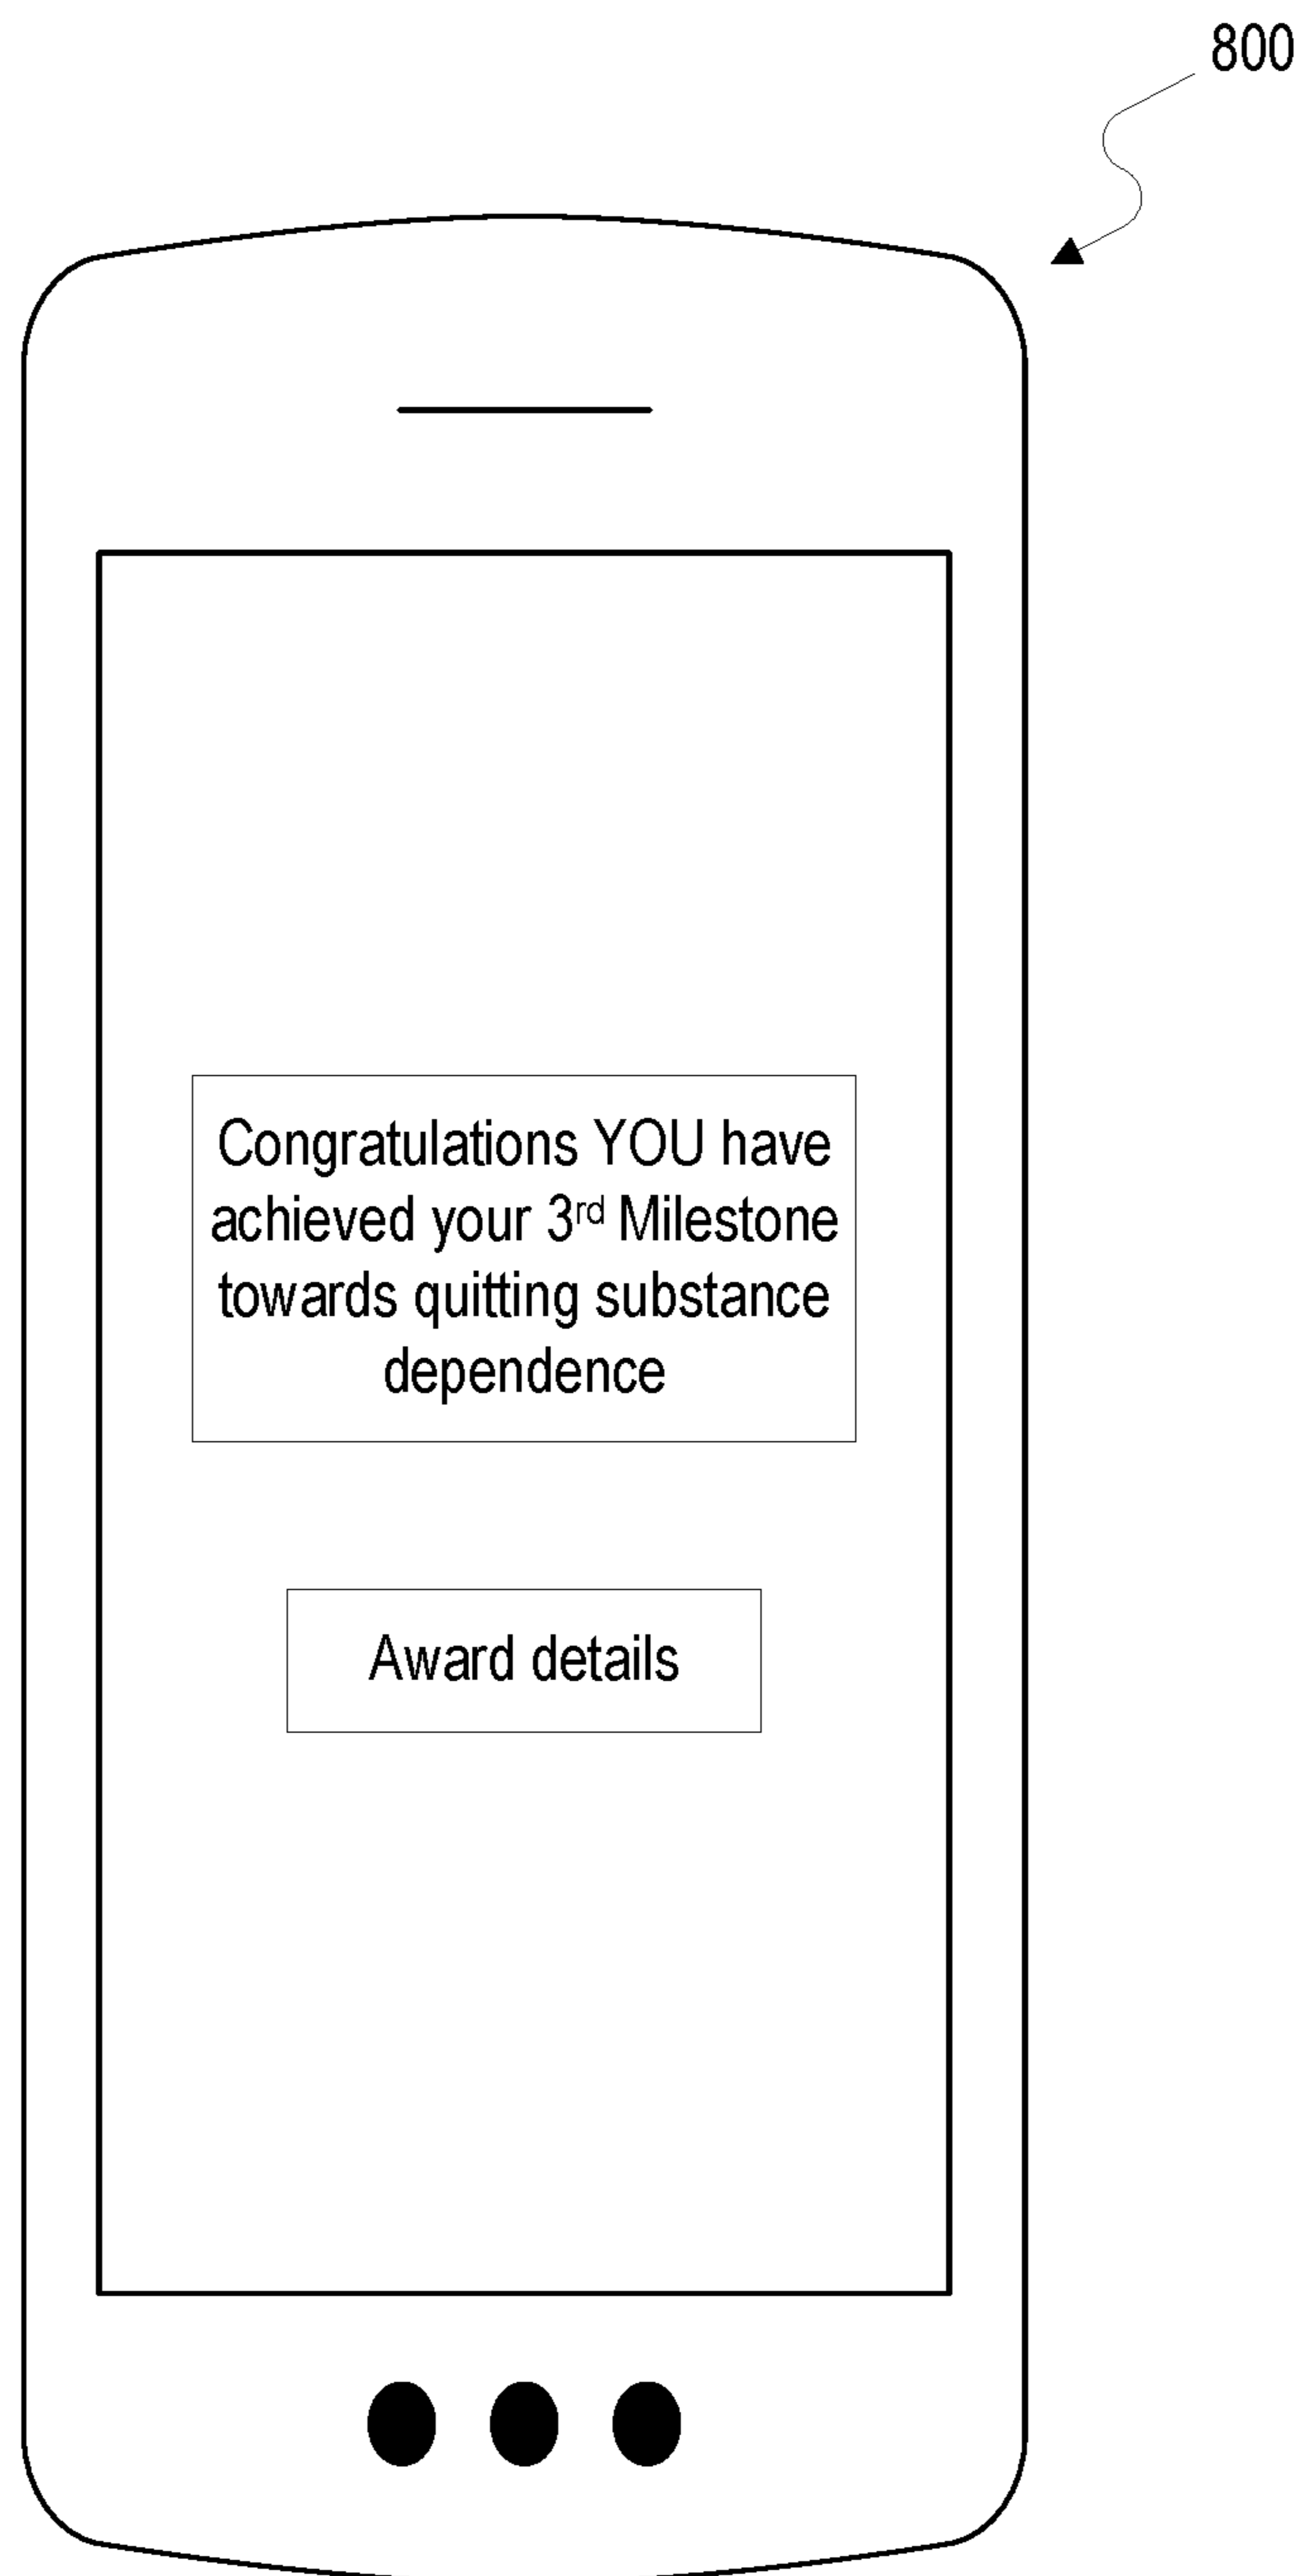 800
Congratulations YOU have
achieved your 3rd Milestone
towards quitting substance
dependence
Award details